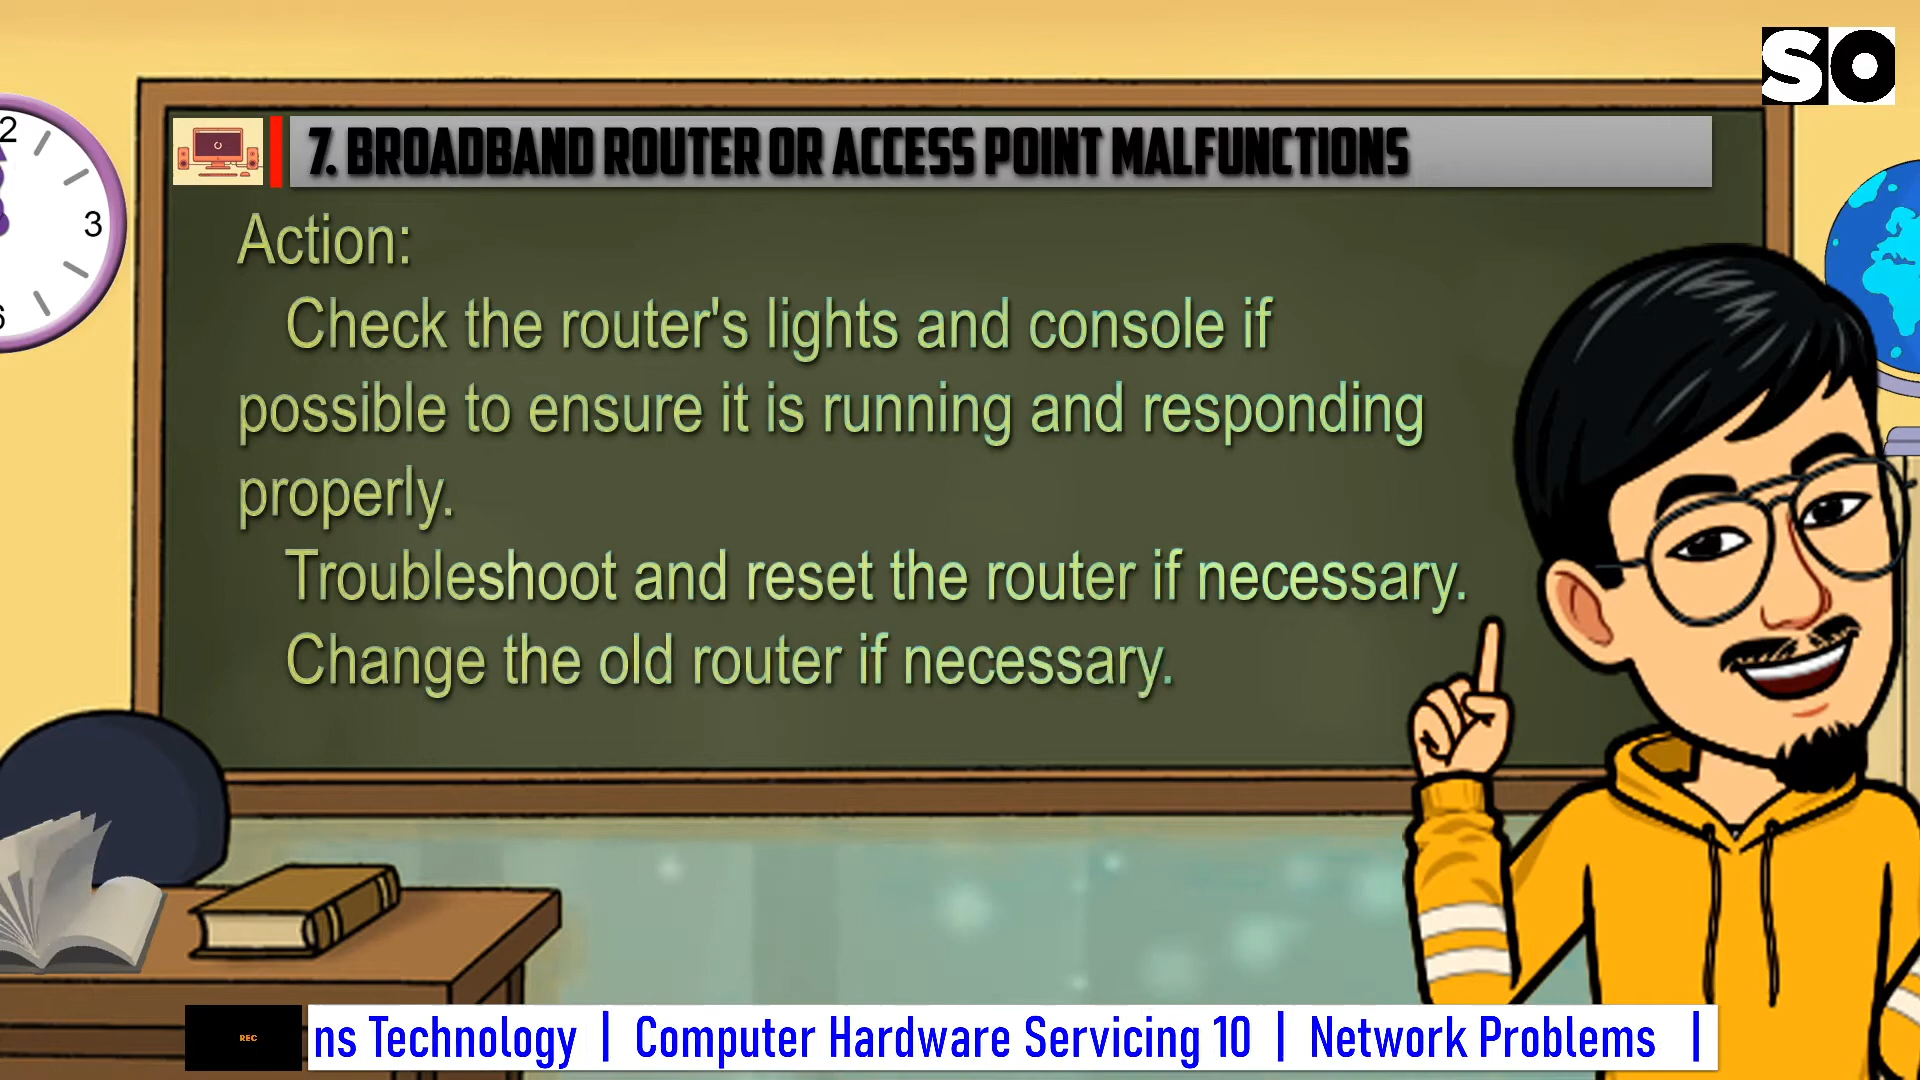 SO
2
3
6
7. BROADBAND ROUTER OR ACCESS POINT MALFUNCTIONS
Action:
Check the router's lights and console if
possible to ensure it is running and responding
properly.
Troubleshoot and reset the router if necessary.
Change the old router if necessary.
REC
ns Technology | Computer Hardware Servicing 10 | Network Problems |